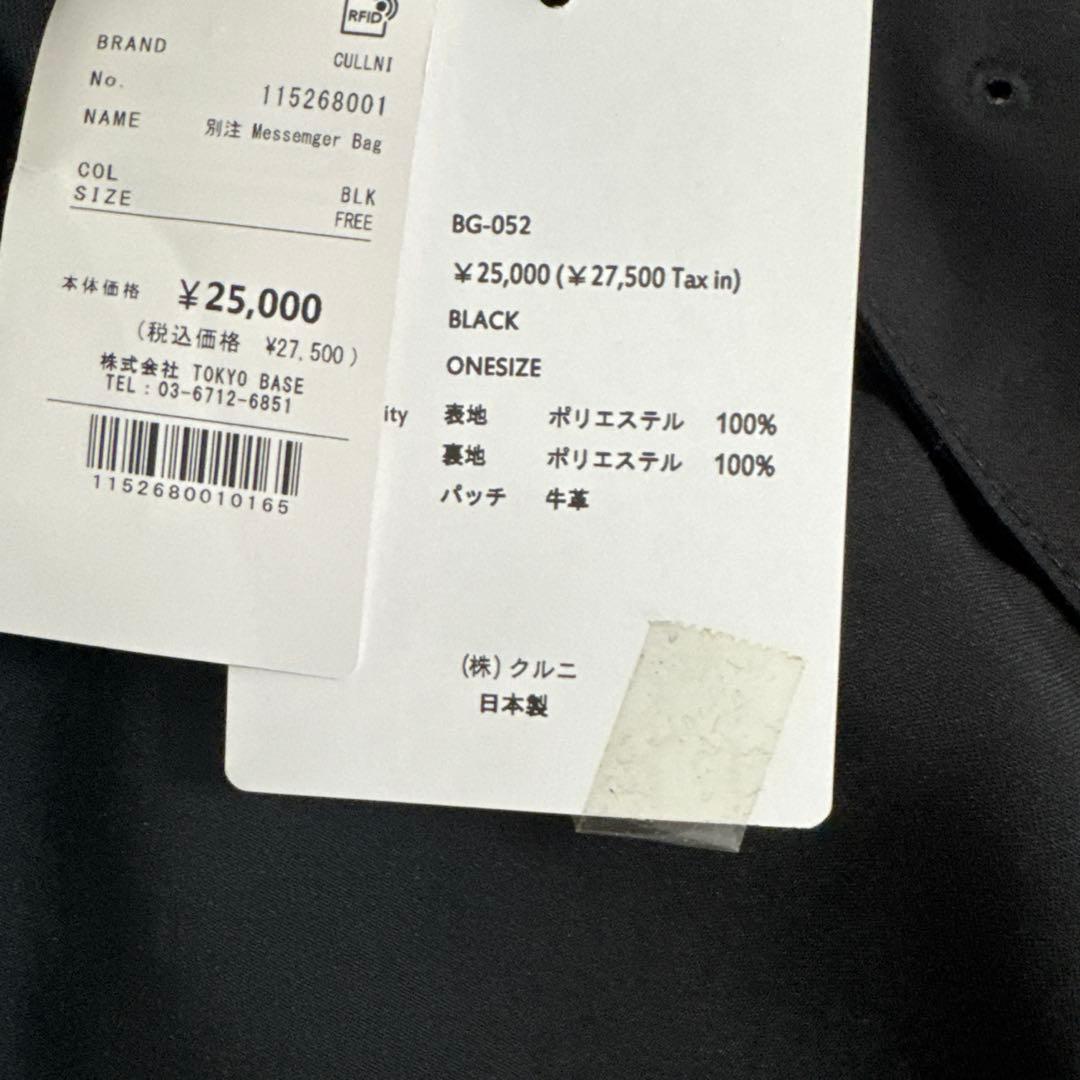 RFID
BRAND CULLNI
No. 115268001
NAME 別注 Messemger Bag
COL BLK
SIZE FREE
本体価格 ¥25,000
(税込価格 ¥27,500)
株式会社 TOKYO BASE
TEL : 03-6712-6851
1152680010165
BG-052
¥25,000 (¥27,500 Tax in)
BLACK
ONESIZE
ity 表地 ポリエステル 100%
裏地 ポリエステル 100%
パッチ 牛革
(株) クルニ
日本製